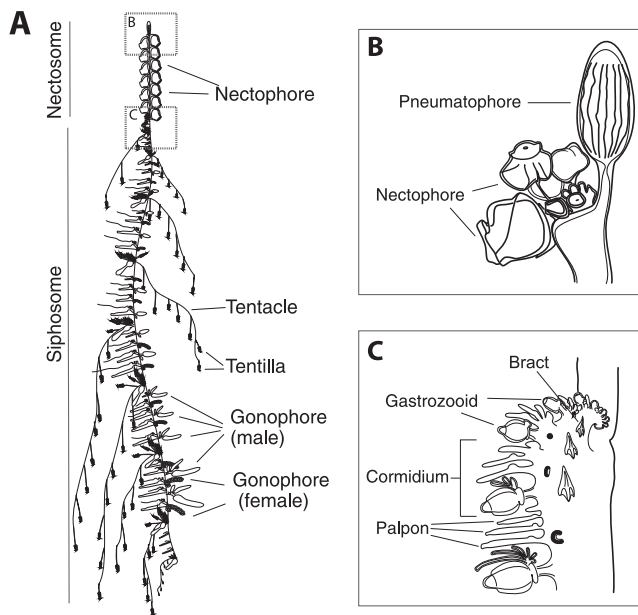 A
Nectosome
B
Nectophore
C
Siphosome
Tentacle
Tentilla
Gonophore
(male)
Gonophore
(female)
B
Pneumatophore
Nectophore
C
Bract
Gastrozooid
Cormidium
Palpon